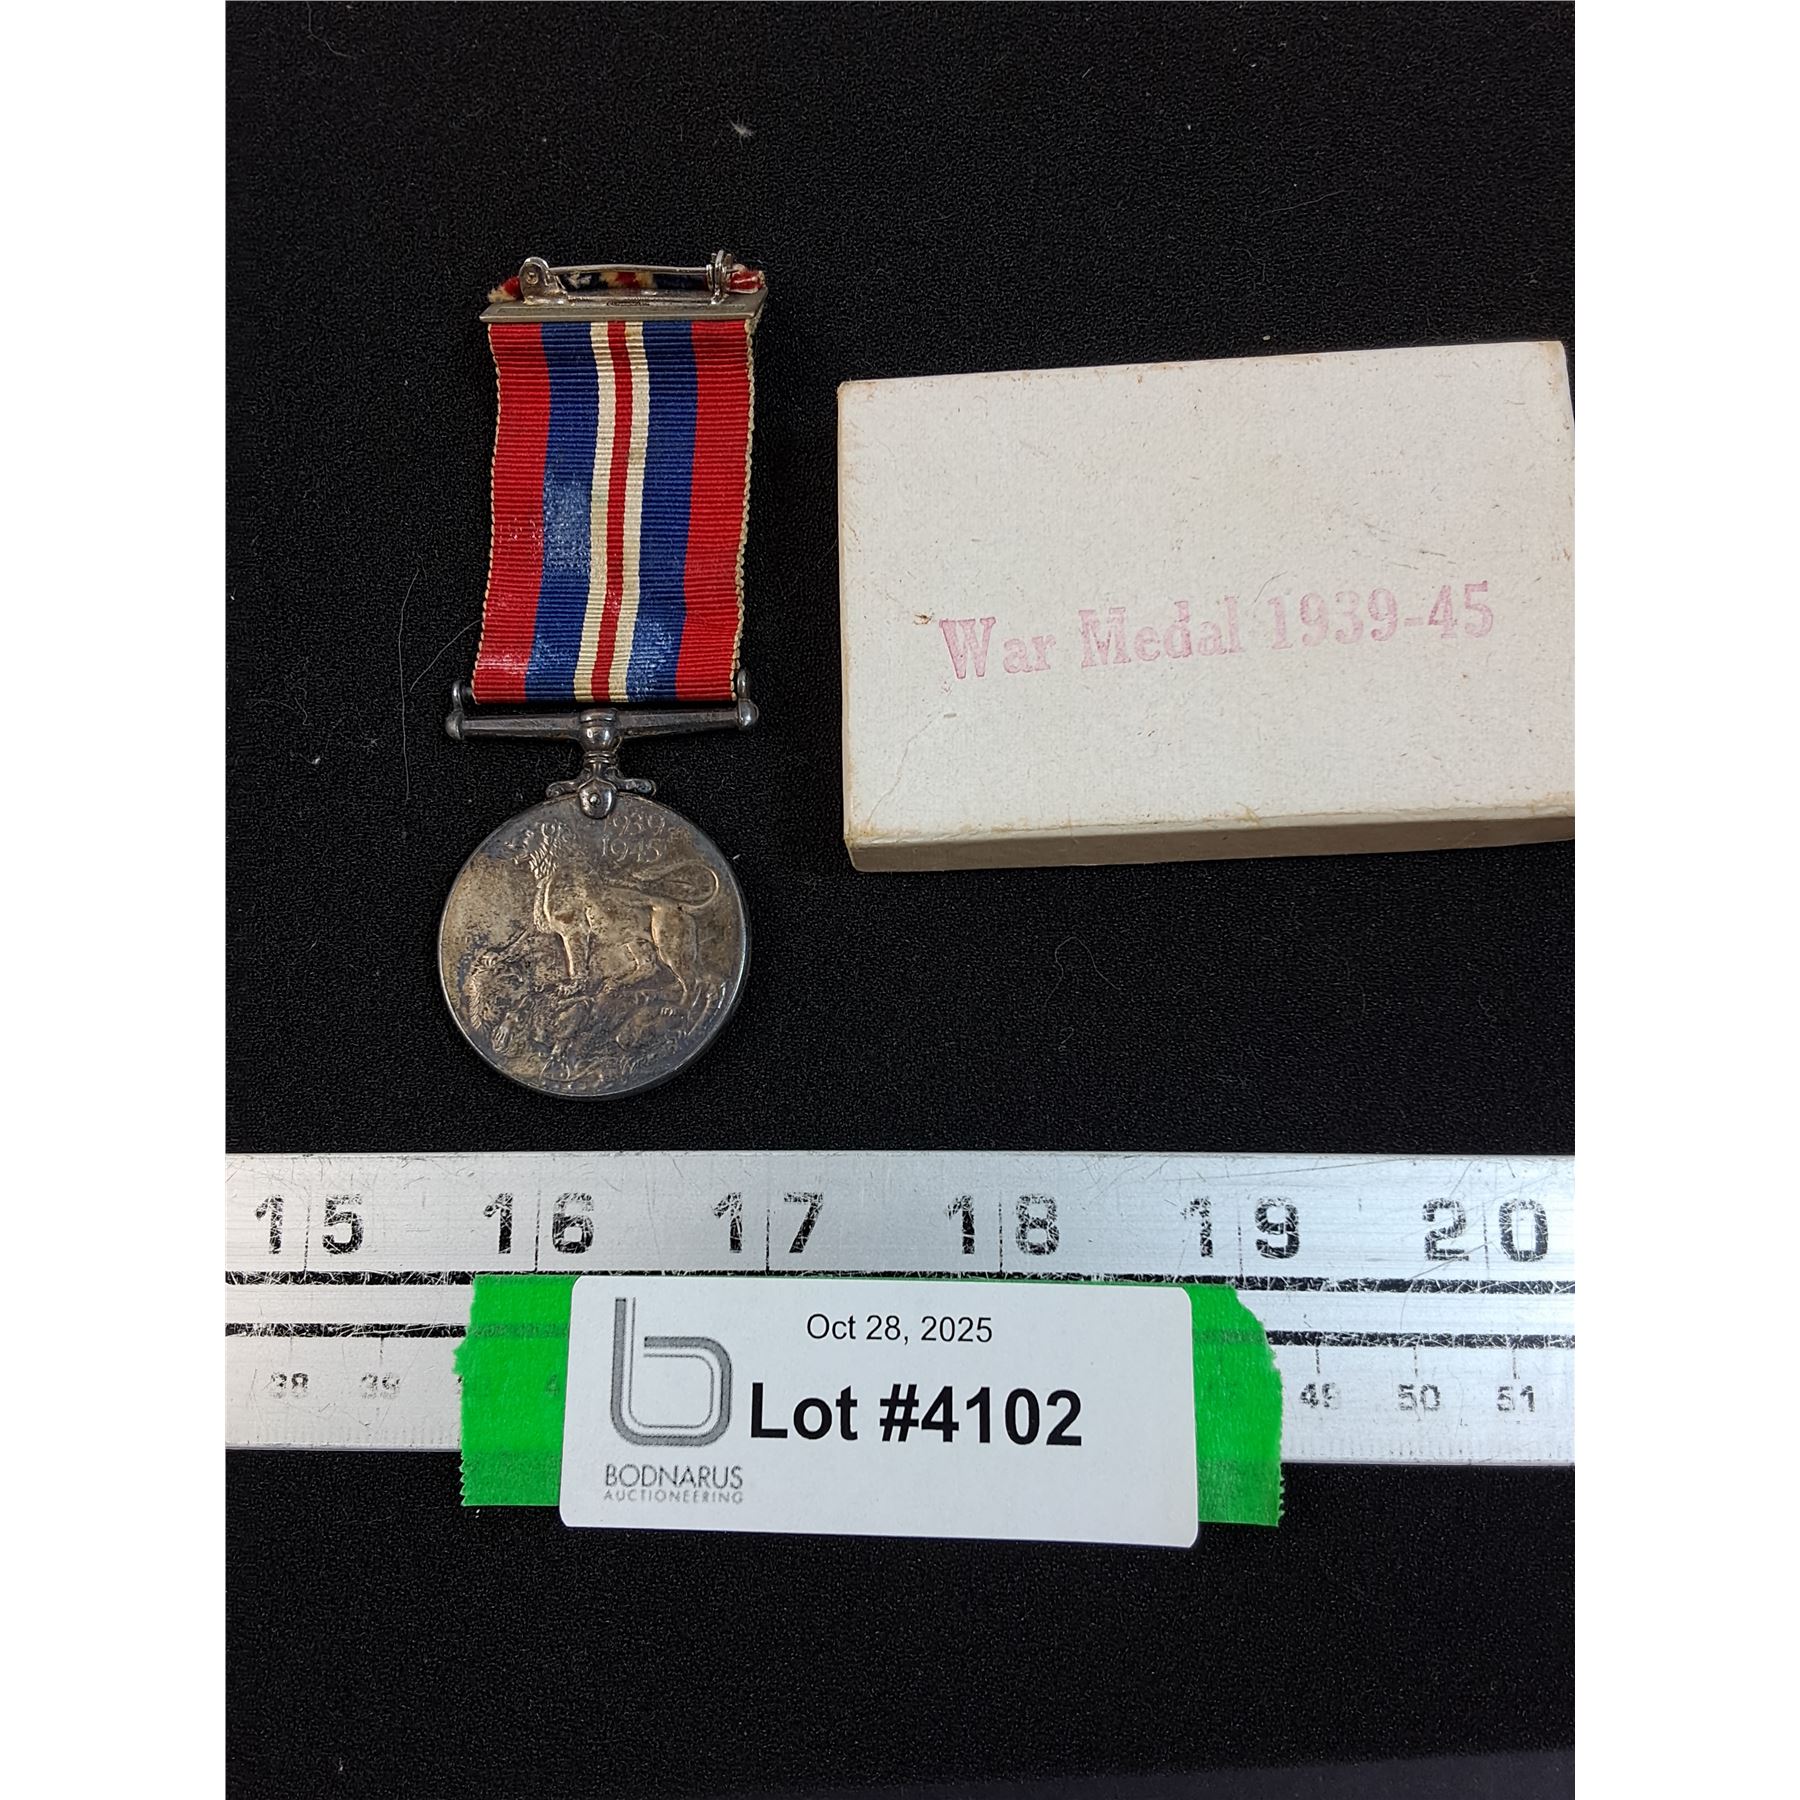 1939
1945
War Medal 1939-45
15 16 17 18 19 20
Oct 28, 2025
Lot #4102
BODNARUS
AUCTIONEERING
38 39 49 50 51